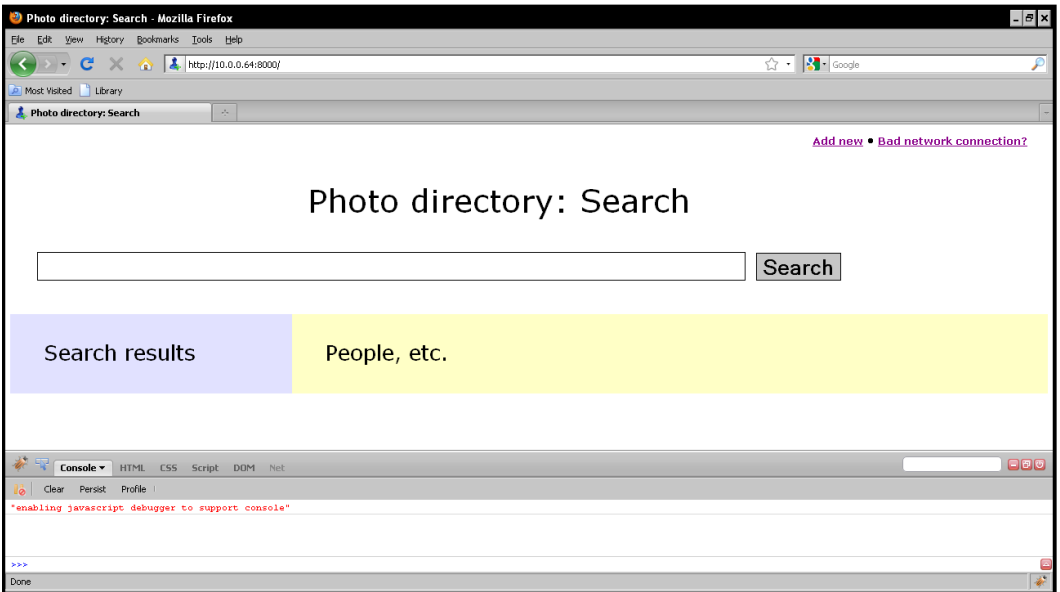 Photo directory: Search - Mozilla Firefox
File Edit View History Bookmarks Tools Help
http://10.0.0.64:8000/ Google
Most Visited Library
Photo directory: Search
Add new • Bad network connection?
Photo directory: Search
Search
Search results People, etc.
Console HTML CSS Script DOM Net
Clear Persist Profile
"enabling javascript debugger to support console"
>>>
Done